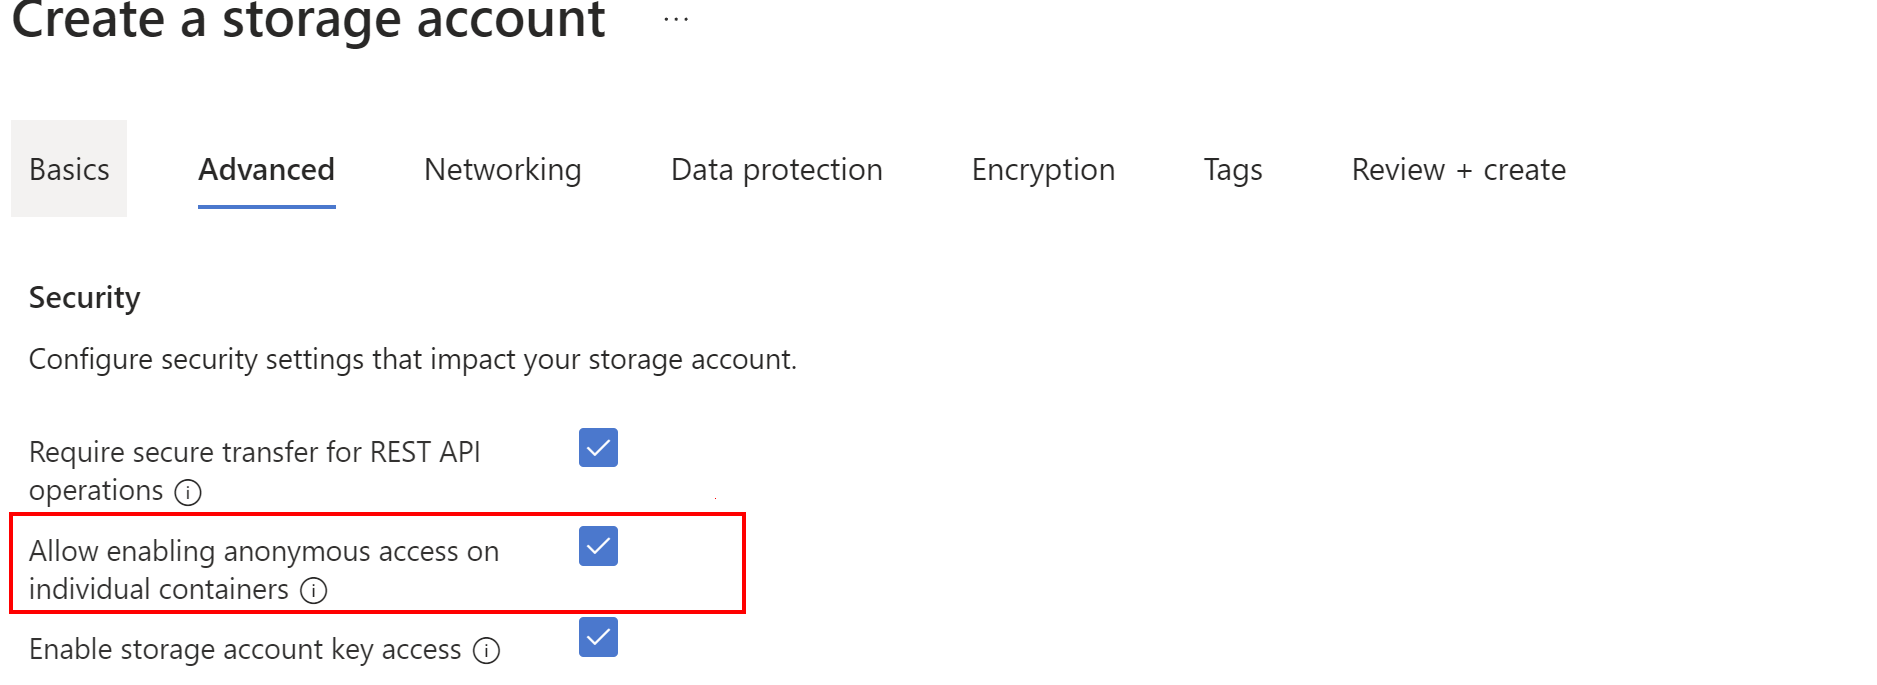 Create a storage account ...
Basics Advanced Networking Data protection Encryption Tags Review + create
Security
Configure security settings that impact your storage account.
Require secure transfer for REST API
operations
Allow enabling anonymous access on
individual containers
Enable storage account key access